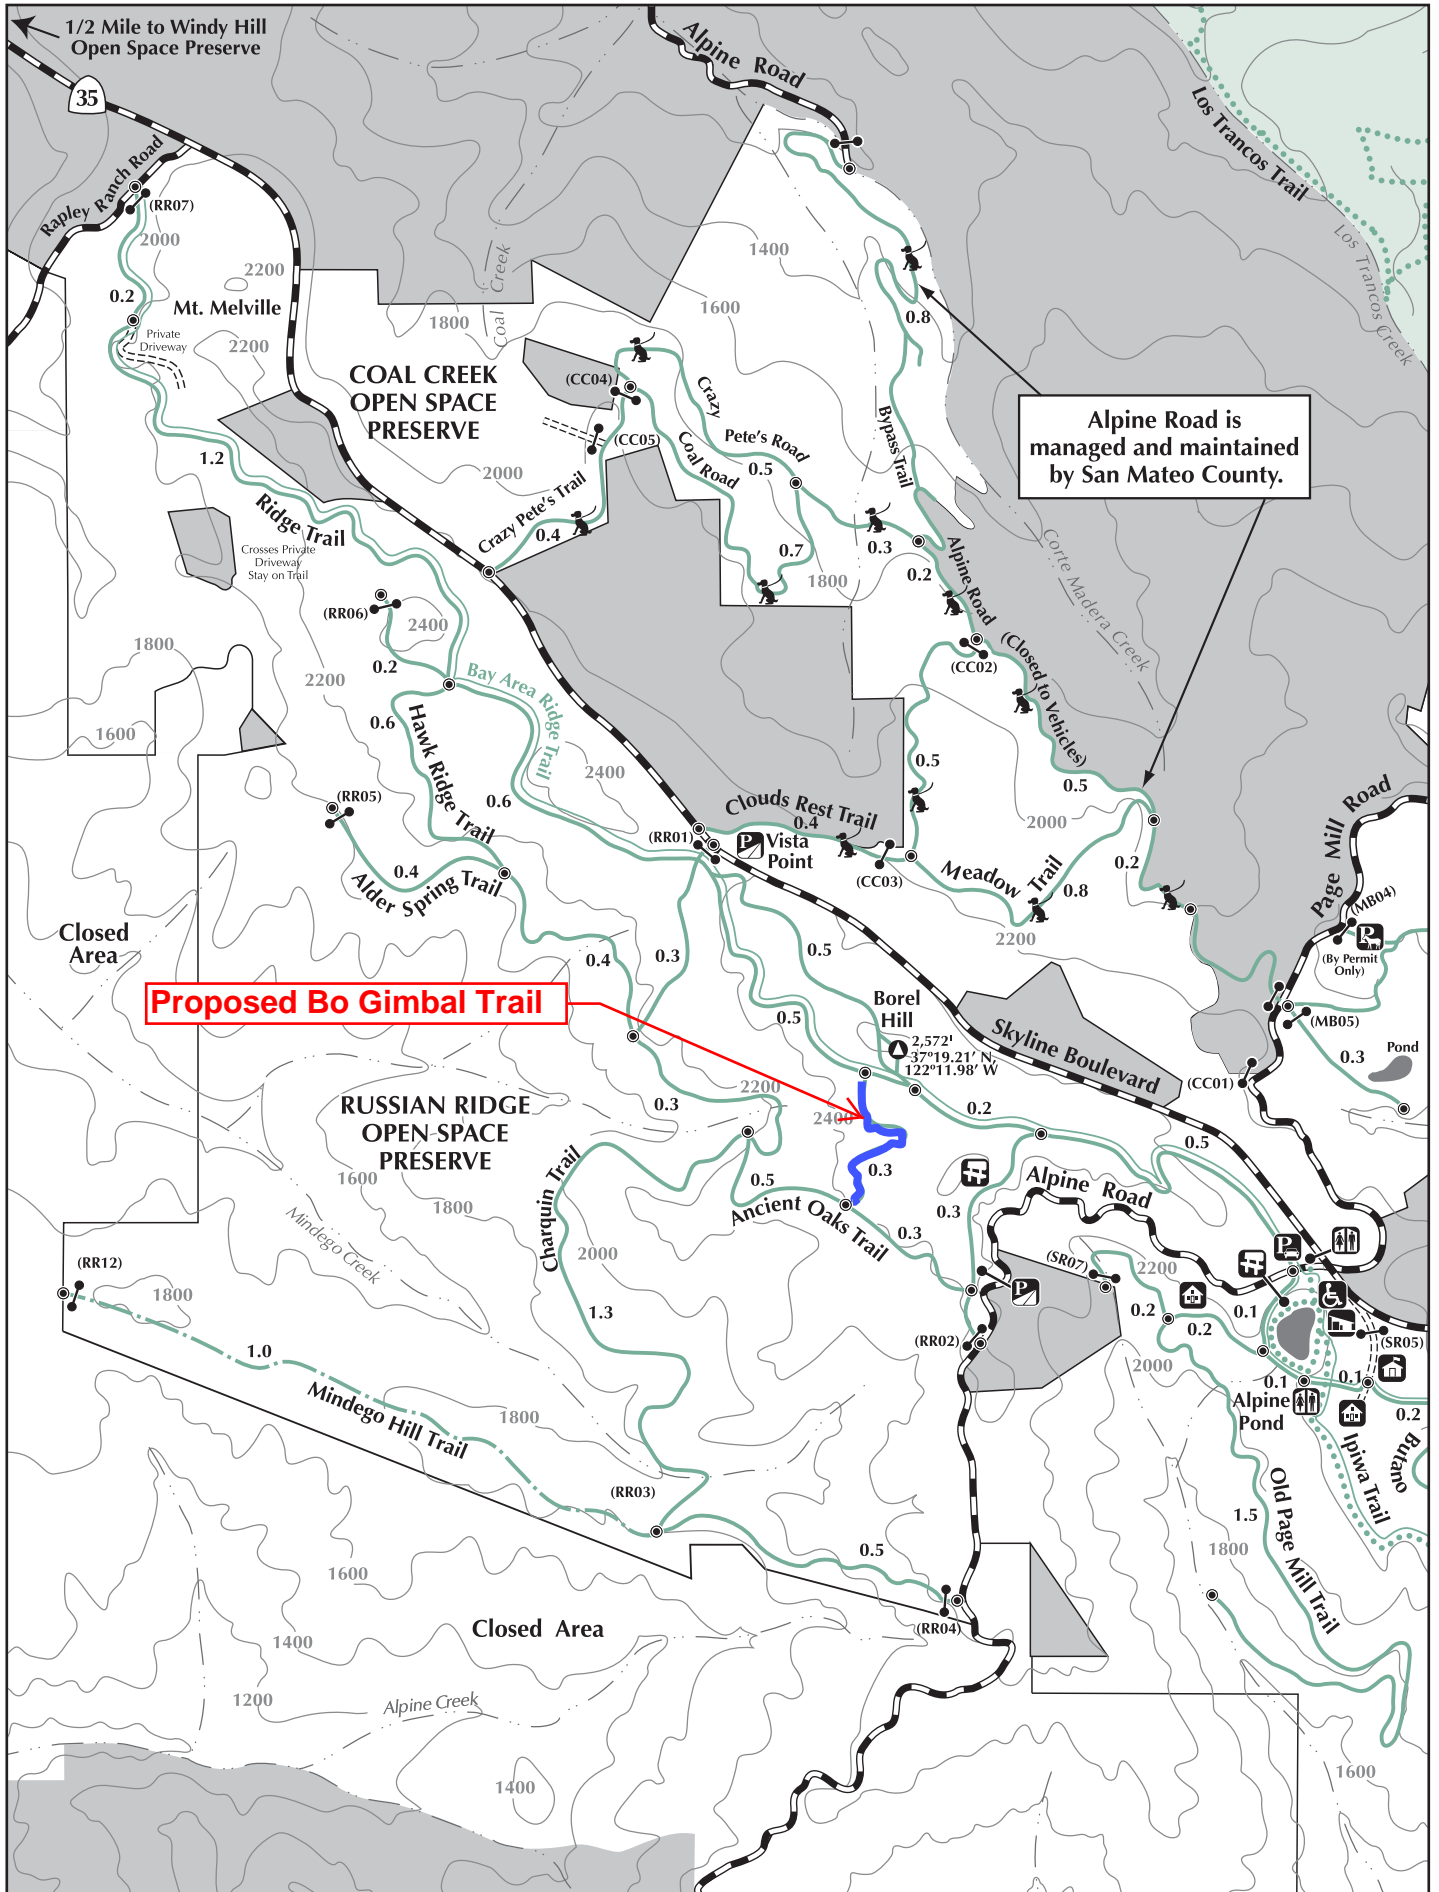 1/2 Mile to Windy Hill
Open Space Preserve
35
Alpine Road
Los Trancos Trail
Los Trancos Creek
Rapley Ranch Road
(RR07)
2000
2200
0.2
Mt. Melville
Private
Driveway
2200
1800
Coal Creek
1400
1600
0.8
COAL CREEK
OPEN SPACE
PRESERVE
(CC04)
(CC05)
Crazy
Pete's Road
0.5
Coal Road
Bypass Trail
Alpine Road is
managed and maintained
by San Mateo County.
1.2
2000
Crazy Pete's Trail
0.4
Ridge Trail
Crosses Private
Driveway
Stay on Trail
0.7
0.3
1800
0.2
Alpine Road
Corte Madera Creek
(RR06)
2400
0.2
1800
2200
(CC02)
(Closed to Vehicles)
Bay Area Ridge Trail
0.6
1600
Hawk Ridge Trail
2400
0.6
0.5
0.5
(RR05)
Clouds Rest Trail
0.4
2000
Page Mill Road
(RR01)
Vista
Point
(CC03)
0.2
0.4
Alder Spring Trail
Meadow Trail
0.8
2200
(MB04)
(By Permit
Only)
Closed
Area
0.4
0.3
0.5
Proposed Bo Gimbal Trail
Borel
Hill
0.5
2,572'
37º19.21' N,
122º11.98' W
Skyline Boulevard
(MB05)
0.3
Pond
(CC01)
2200
0.3
2400
0.2
RUSSIAN RIDGE
OPEN SPACE
PRESERVE
0.5
0.3
0.5
1600
1800
Charquin Trail
Ancient Oaks Trail
0.3
0.3
Alpine Road
Mindego Creek
2000
(SR07)
2200
(RR12)
1800
1.3
0.2
0.2
0.1
(RR02)
(SR05)
1.0
2000
0.1
0.1
Mindego Hill Trail
1800
Alpine
Pond
0.2
Butano
Ipiwa Trail
(RR03)
Old Page Mill Trail
1.5
0.5
1800
1600
(RR04)
Closed Area
1400
1200
Alpine Creek
1400
1600